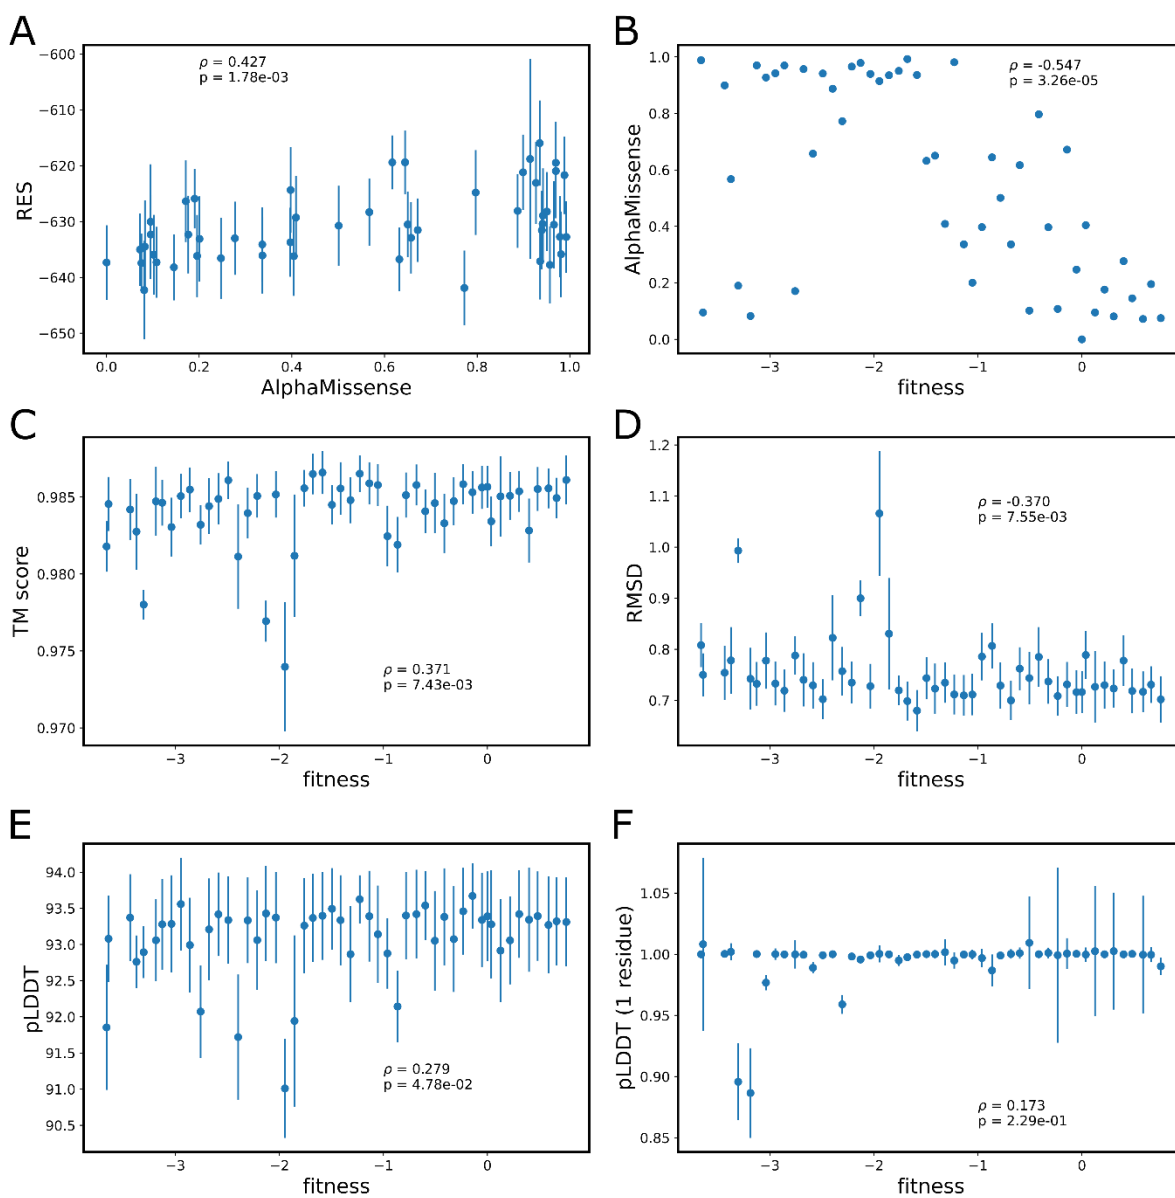 A
ρ = 0.427
p = 1.78e-03
RES
−600
−610
−620
−630
−640
−650
0.0 0.2 0.4 0.6 0.8 1.0
AlphaMissense
B
ρ = -0.547
p = 3.26e-05
AlphaMissense
1.0
0.8
0.6
0.4
0.2
0.0
−3 −2 −1 0
fitness
C
TM score
0.985
0.980
0.975
0.970
ρ = 0.371
p = 7.43e-03
−3 −2 −1 0
fitness
D
RMSD
1.2
1.1
1.0
0.9
0.8
0.7
ρ = -0.370
p = 7.55e-03
−3 −2 −1 0
fitness
E
pLDDT
94.0
93.5
93.0
92.5
92.0
91.5
91.0
90.5
ρ = 0.279
p = 4.78e-02
−3 −2 −1 0
fitness
F
pLDDT (1 residue)
1.05
1.00
0.95
0.90
0.85
ρ = 0.173
p = 2.29e-01
−3 −2 −1 0
fitness